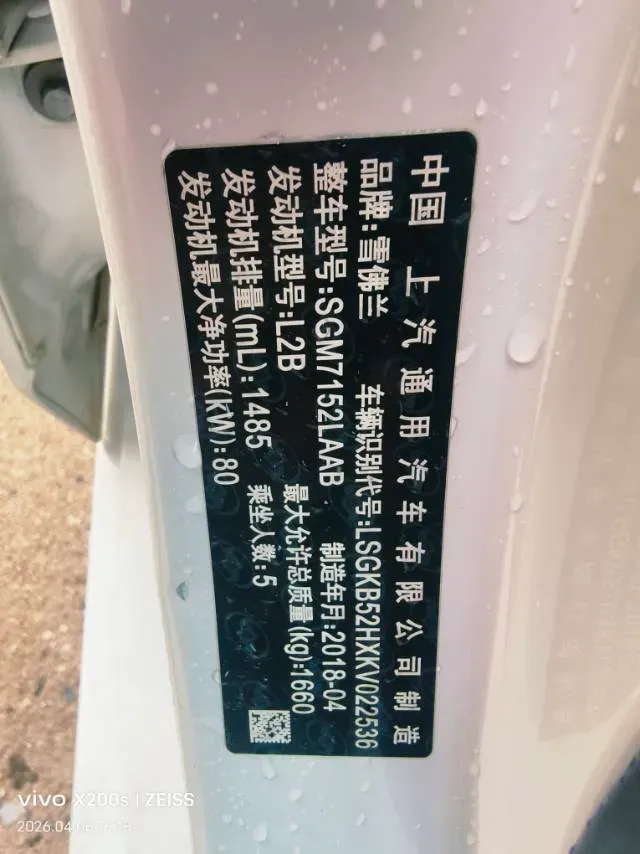 中国 上汽通用汽车有限公司制造
品牌:雪佛兰 车辆识别代号:LSGKB52HXKV022536
整车型号:SGM7152LAAB 制造年月:2018-04
发动机型号:L2B 最大允许总质量(kg):1660
发动机排量(mL):1485 乘坐人数:5
发动机最大净功率(kW):80
vivo X200s | ZEISS